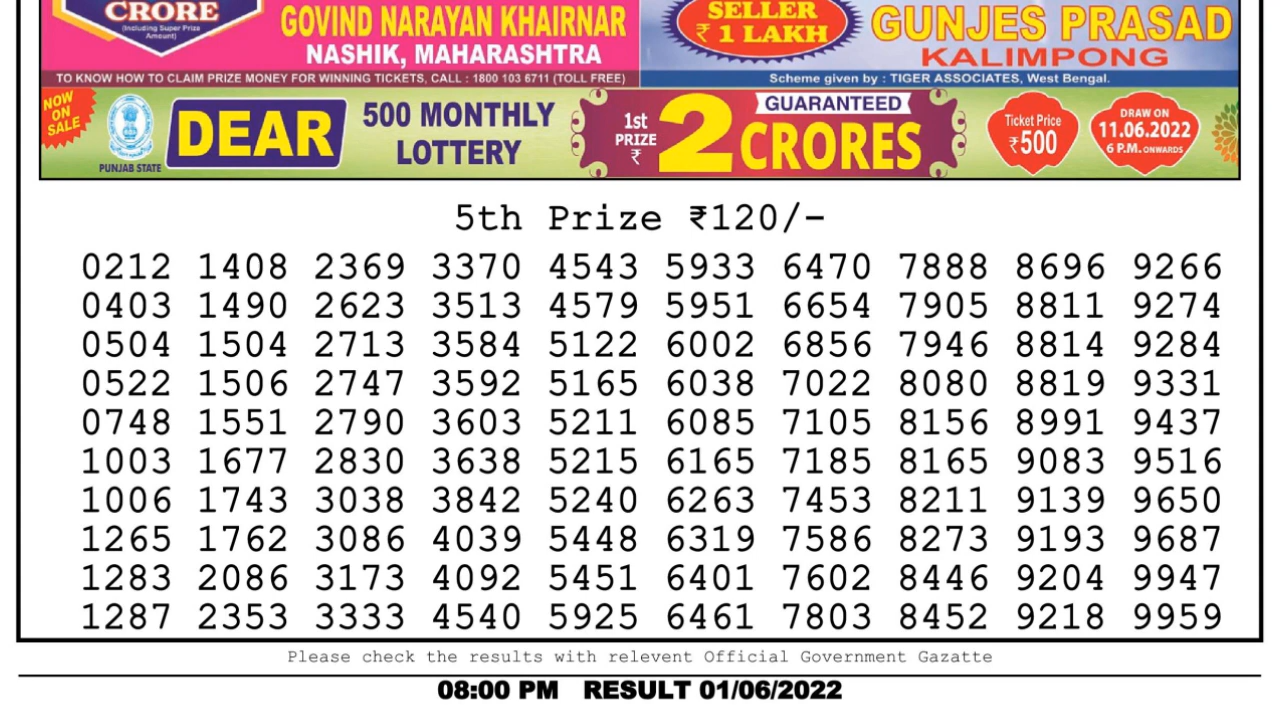 CRORE
(Including Super Prize
Amount)
GOVIND NARAYAN KHAIRNAR
NASHIK, MAHARASHTRA
SELLER
₹ 1 LAKH
GUNJES PRASAD
KALIMPONG
TO KNOW HOW TO CLAIM PRIZE MONEY FOR WINNING TICKETS, CALL : 1800 103 6711 (TOLL FREE)
Scheme given by : TIGER ASSOCIATES, West Bengal.
NOW
ON
SALE
PUNJAB STATE
DEAR
500 MONTHLY
LOTTERY
1st
PRIZE
₹
2
GUARANTEED
CRORES
Ticket Price
₹500
DRAW ON
11.06.2022
6 P.M. ONWARDS
5th Prize ₹120/-
0212 1408 2369 3370 4543 5933 6470 7888 8696 9266
0403 1490 2623 3513 4579 5951 6654 7905 8811 9274
0504 1504 2713 3584 5122 6002 6856 7946 8814 9284
0522 1506 2747 3592 5165 6038 7022 8080 8819 9331
0748 1551 2790 3603 5211 6085 7105 8156 8991 9437
1003 1677 2830 3638 5215 6165 7185 8165 9083 9516
1006 1743 3038 3842 5240 6263 7453 8211 9139 9650
1265 1762 3086 4039 5448 6319 7586 8273 9193 9687
1283 2086 3173 4092 5451 6401 7602 8446 9204 9947
1287 2353 3333 4540 5925 6461 7803 8452 9218 9959
Please check the results with relevent Official Government Gazatte
08:00 PM RESULT 01/06/2022